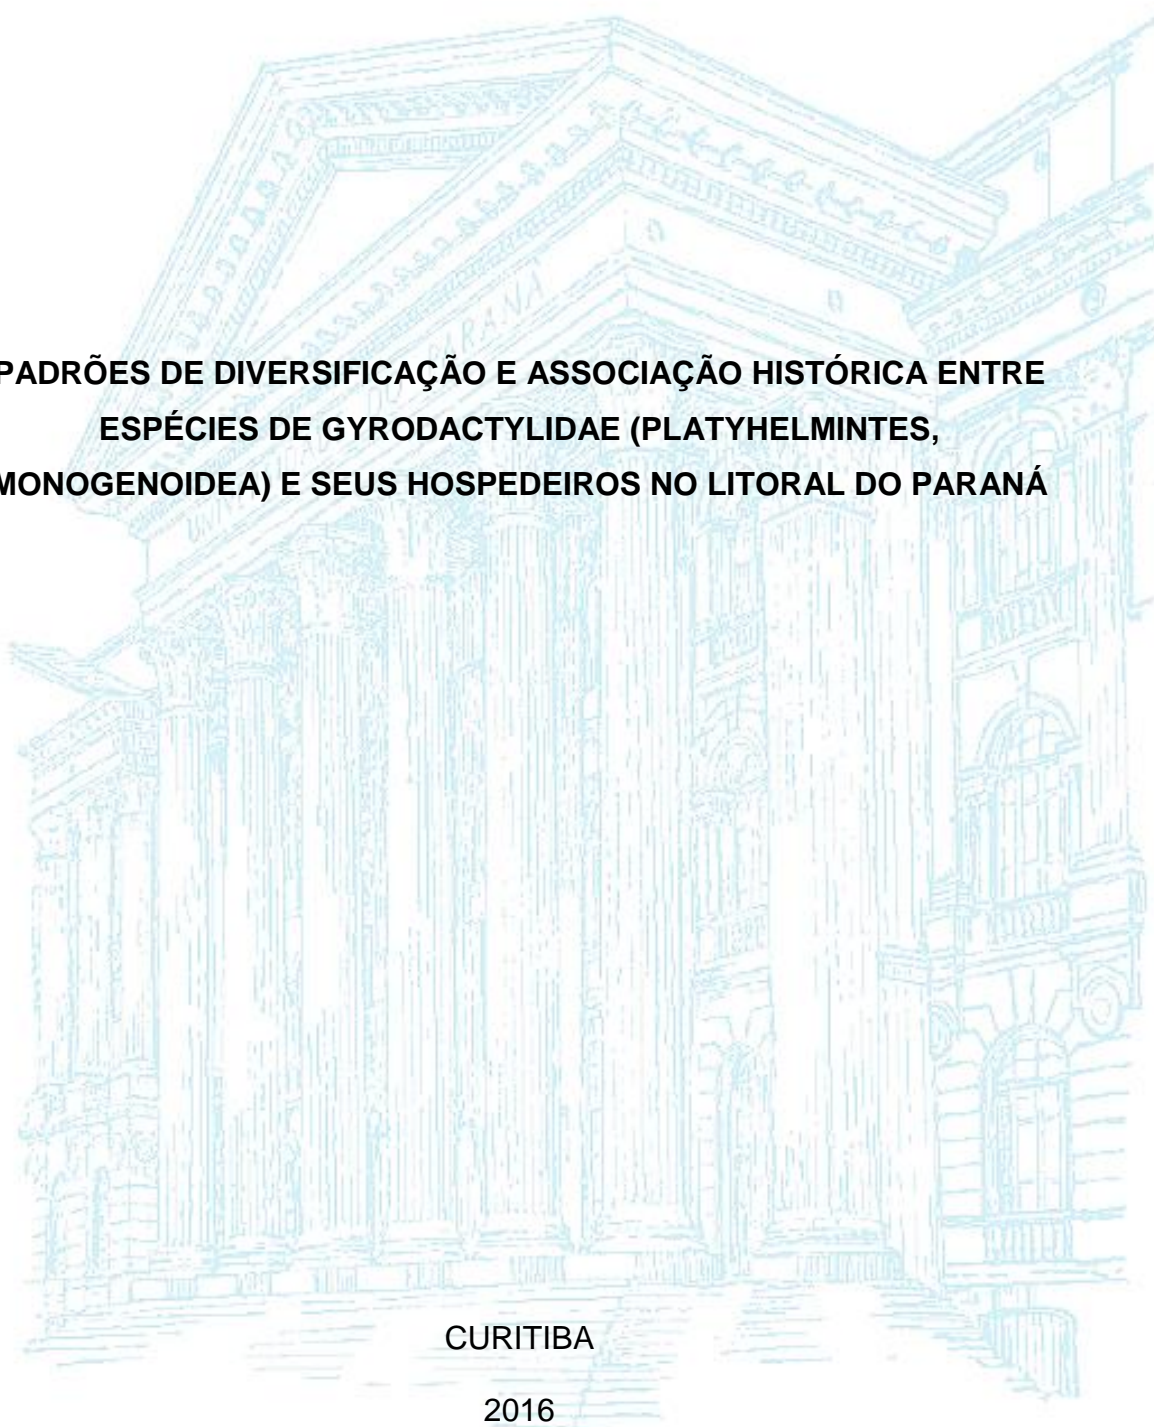 PARANÁ
PADRÕES DE DIVERSIFICAÇÃO E ASSOCIAÇÃO HISTÓRICA ENTRE
ESPÉCIES DE GYRODACTYLIDAE (PLATYHELMINTES,
MONOGENOIDEA) E SEUS HOSPEDEIROS NO LITORAL DO PARANÁ
CURITIBA
2016